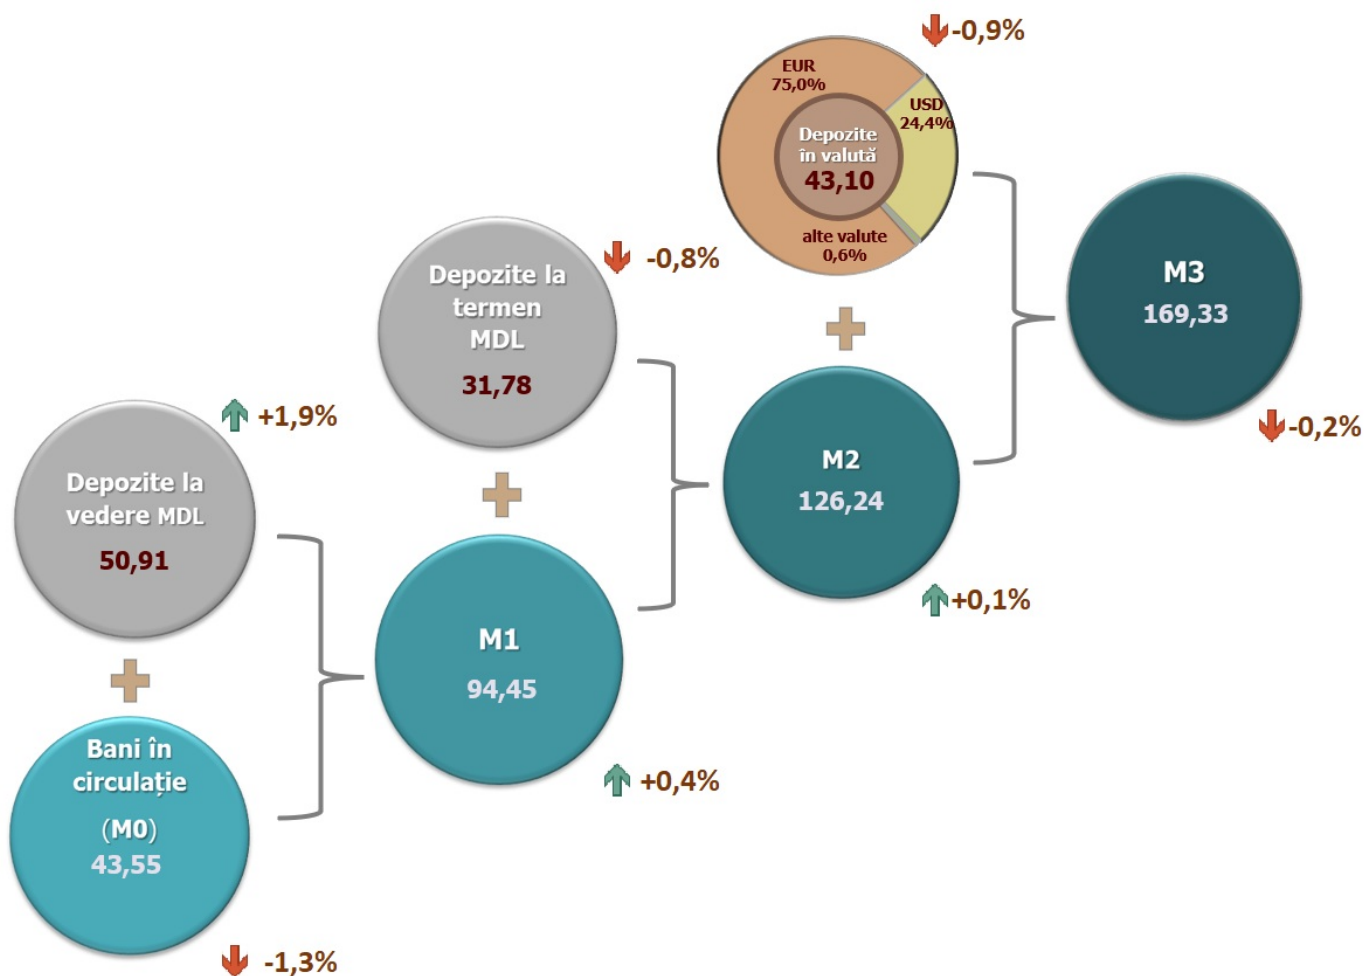 -0,9%
EUR
75,0%
USD
24,4%
Depozite
în valută
43,10
alte valute
0,6%
-0,8%
Depozite la
termen
MDL
31,78
M3
169,33
-0,2%
+1,9%
Depozite la
vedere MDL
50,91
M2
126,24
+0,1%
M1
94,45
+0,4%
Bani în
circulație
(M0)
43,55
-1,3%